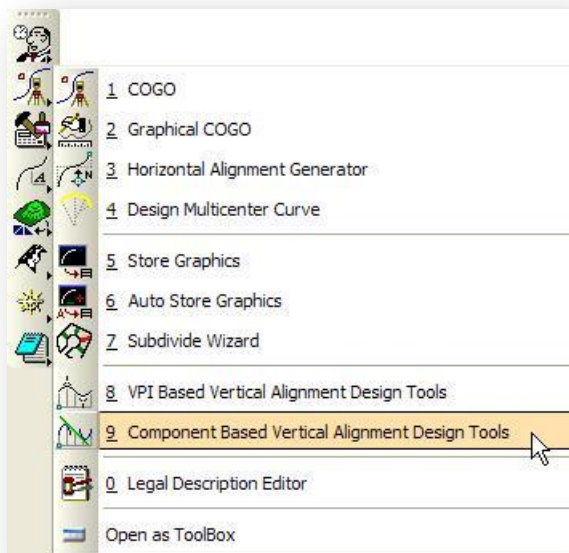 1 COGO
2 Graphical COGO
3 Horizontal Alignment Generator
4 Design Multicenter Curve
5 Store Graphics
6 Auto Store Graphics
7 Subdivide Wizard
8 VPI Based Vertical Alignment Design Tools
9 Component Based Vertical Alignment Design Tools
0 Legal Description Editor
Open as ToolBox